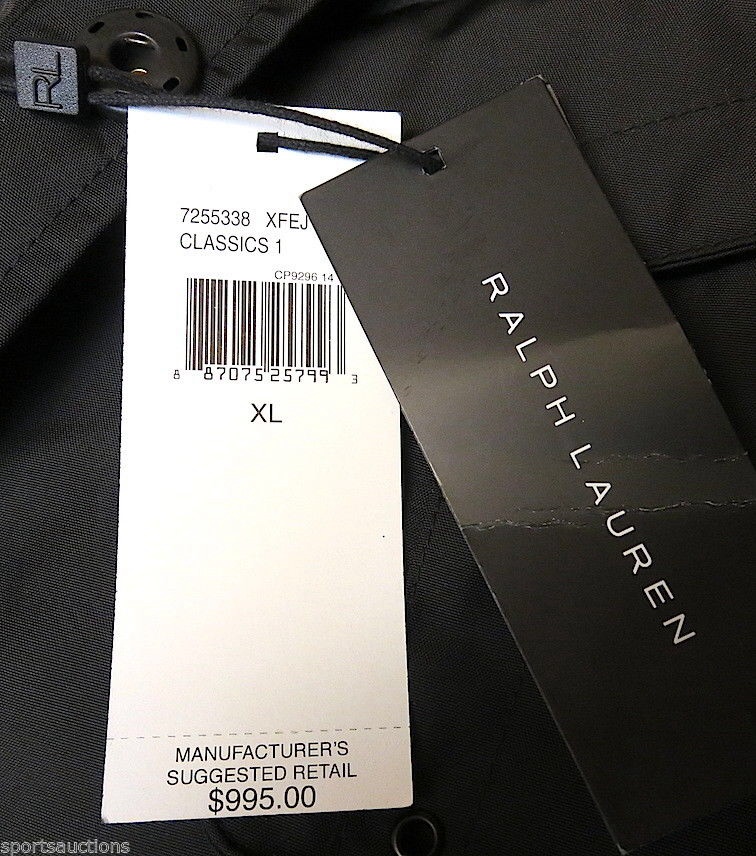 RL
7255338 XFEJ
CLASSICS 1
CP9296 14
8 87075 25799 3
XL
MANUFACTURER'S
SUGGESTED RETAIL
$995.00
RALPH LAUREN
sportsauctions